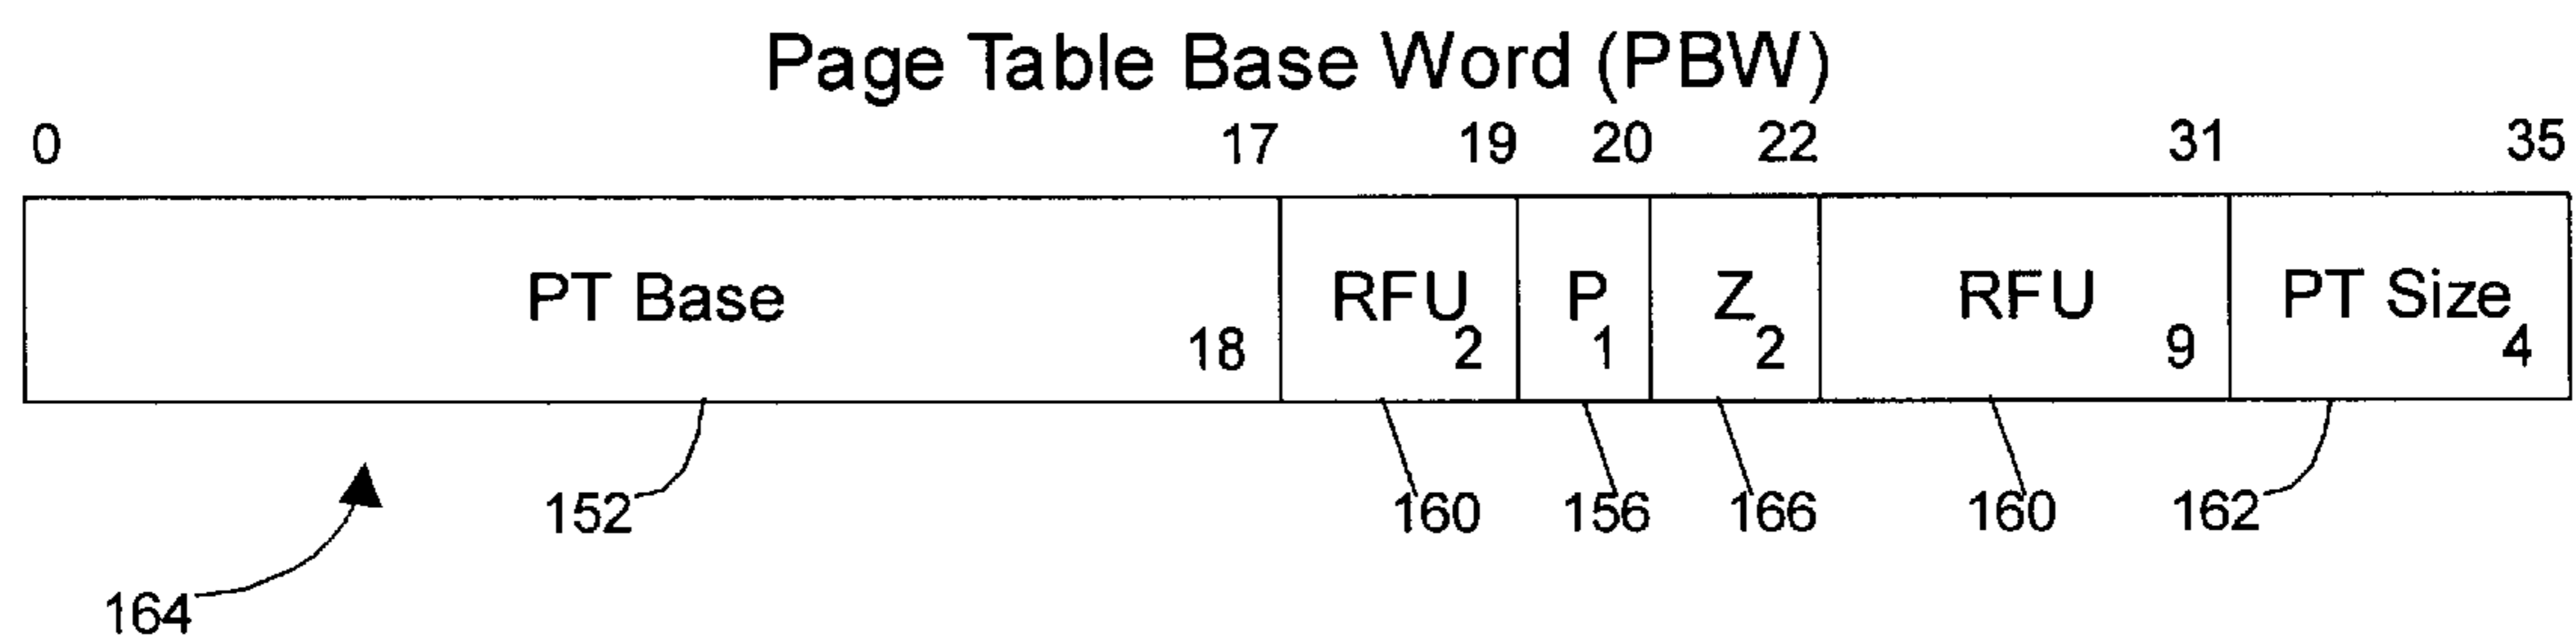 Page Table Base Word (PBW)
0 17 19 20 22 31 35
PT Base RFU P Z RFU PT Size
18 2 1 2 9 4
152 160 156 166 160 162
164